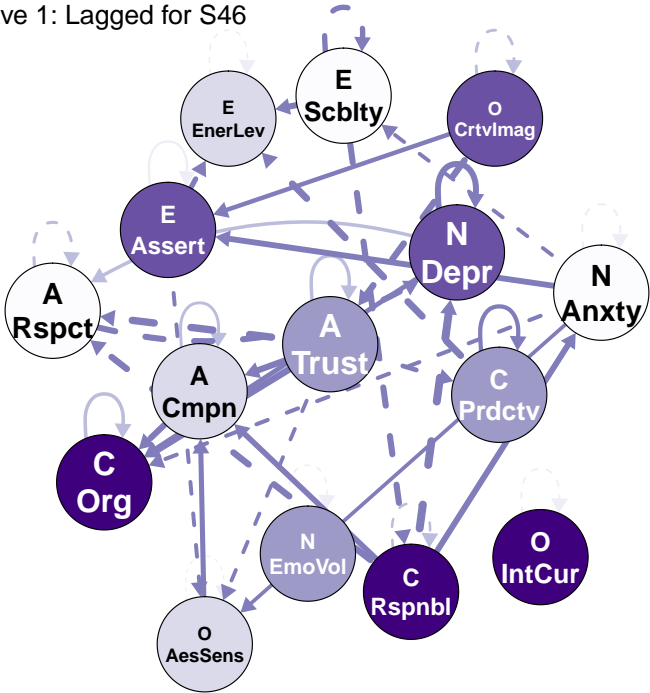 ve 1: Lagged for S46
E
Scblty
E
EnerLev
O
CrtvImag
E
Assert
N
Depr
N
Anxty
A
Rspct
A
Trust
A
Cmpn
C
Prdctv
C
Org
N
EmoVol
O
IntCur
C
Rspnbl
O
AesSens